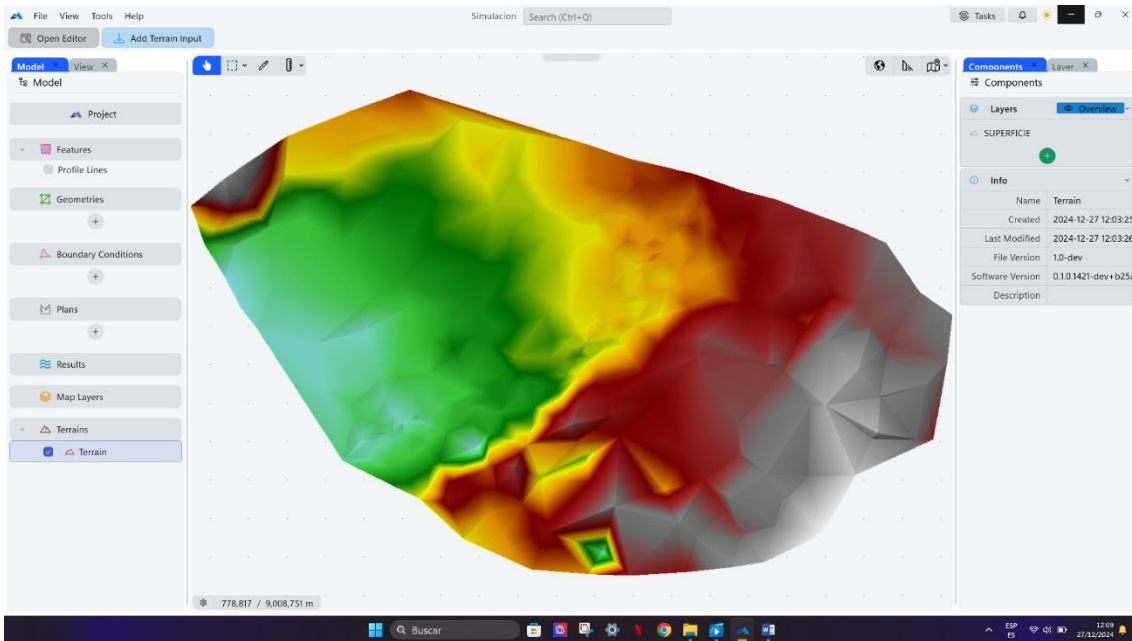 File View Tools Help
Simulacion
Search (Ctrl+Q)
Tasks
Open Editor
Add Terrain Input
Model
View
Model
Project
Features
Profile Lines
Geometries
Boundary Conditions
Plans
Results
Map Layers
Terrains
Terrain
778,817 / 9,008,751 m
Components
Layer
Components
Layers
Overview
SUPERFICIE
Info
Name Terrain
Created 2024-12-27 12:03:25
Last Modified 2024-12-27 12:03:26
File Version 1.0-dev
Software Version 0.1.0.1421-dev+b25a
Description
Buscar
ESP
ES
12:09
27/12/2024